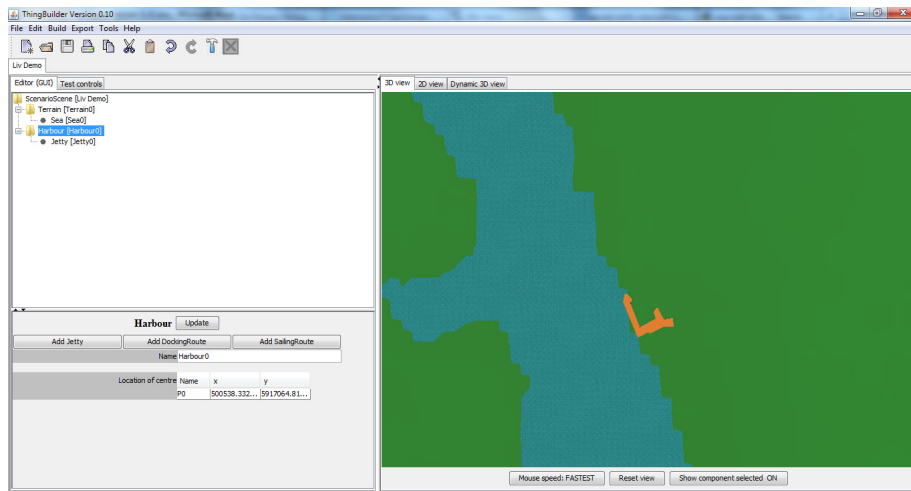 ThingBuilder Version 0.10
File Edit Build Export Tools Help
Liv Demo
Editor (GUI) Test controls
3D view 2D view Dynamic 3D view
ScenarioScene [Liv Demo]
Terrain [Terrain0]
Sea [Sea0]
Harbour [Harbour0]
Jetty [Jetty0]
Harbour Update
Add Jetty Add DockingRoute Add SailingRoute
Name Harbour0
Location of centre Name x y
P0 500538.332... 5917064.81...
Mouse speed: FASTEST Reset view Show component selected ON